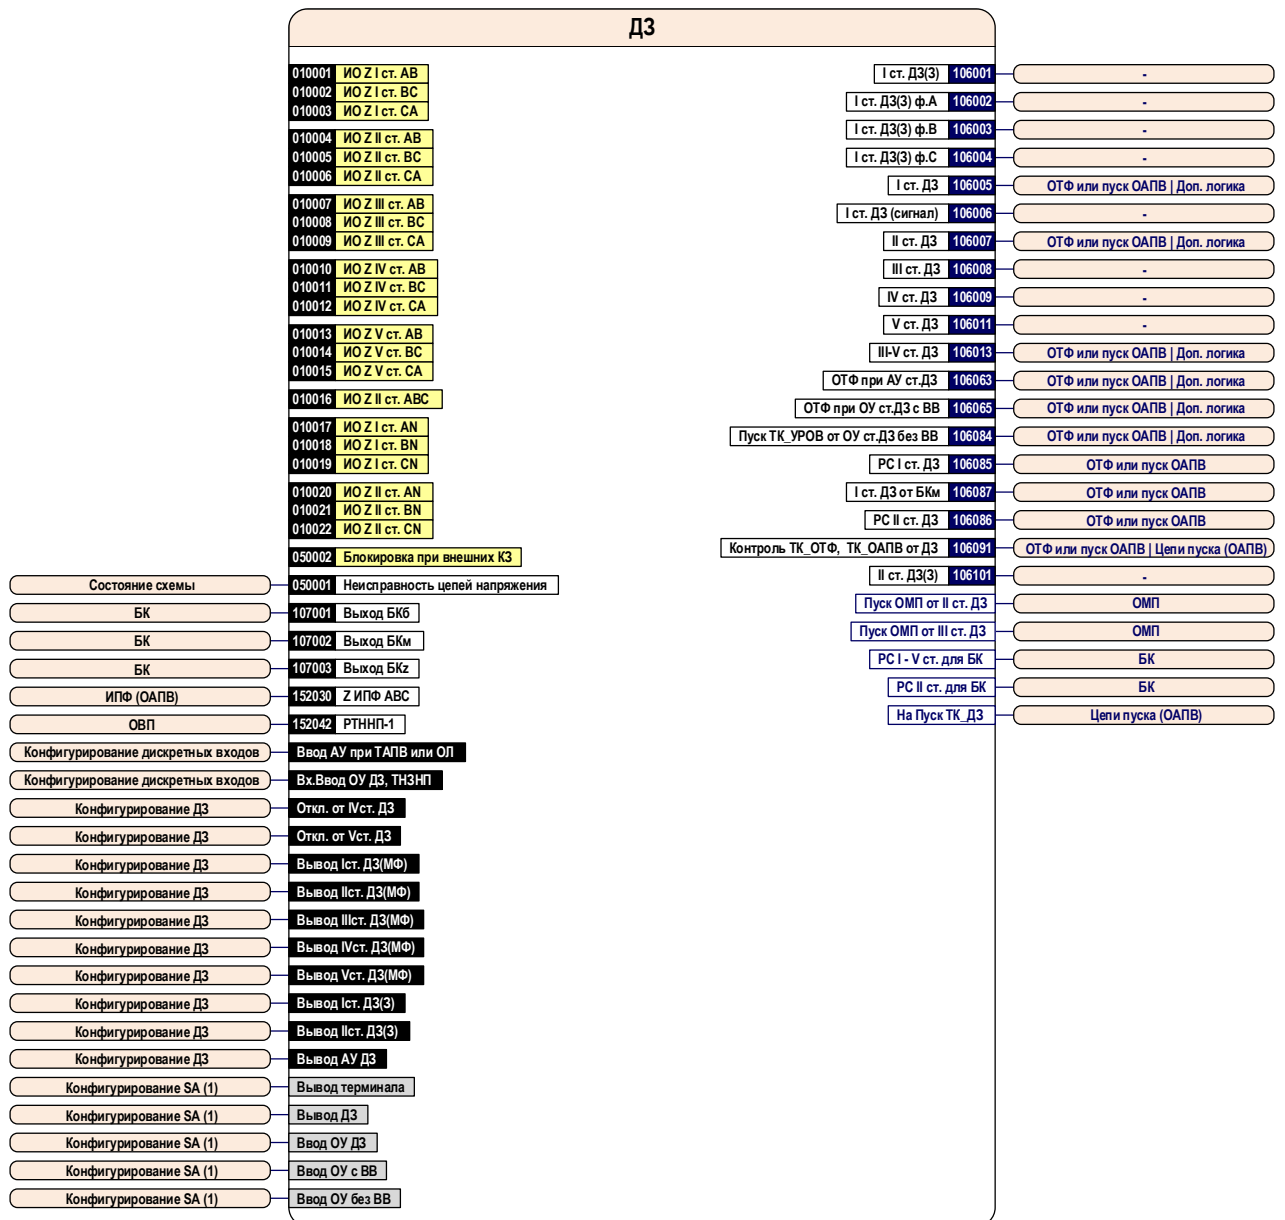 ДЗ
010001 ИО Z I ст. AB
010002 ИО Z I ст. BC
010003 ИО Z I ст. CA
010004 ИО Z II ст. AB
010005 ИО Z II ст. BC
010006 ИО Z II ст. CA
010007 ИО Z III ст. AB
010008 ИО Z III ст. BC
010009 ИО Z III ст. CA
010010 ИО Z IV ст. AB
010011 ИО Z IV ст. BC
010012 ИО Z IV ст. CA
010013 ИО Z V ст. AB
010014 ИО Z V ст. BC
010015 ИО Z V ст. CA
010016 ИО Z II ст. ABC
010017 ИО Z I ст. AN
010018 ИО Z I ст. BN
010019 ИО Z I ст. CN
010020 ИО Z II ст. AN
010021 ИО Z II ст. BN
010022 ИО Z II ст. CN
050002 Блокировка при внешних КЗ
Состояние схемы 050001 Неисправность цепей напряжения
БК 107001 Выход БКб
БК 107002 Выход БКм
БК 107003 Выход БКz
ИПФ (ОАПВ) 152030 Z ИПФ ABC
ОВП 152042 РТННП-1
Конфигурирование дискретных входов Ввод АУ при ТАПВ или ОЛ
Конфигурирование дискретных входов Вх.Ввод ОУ ДЗ, ТНЗНП
Конфигурирование ДЗ Откл. от IVст. ДЗ
Конфигурирование ДЗ Откл. от Vст. ДЗ
Конфигурирование ДЗ Вывод Iст. ДЗ(МФ)
Конфигурирование ДЗ Вывод IIст. ДЗ(МФ)
Конфигурирование ДЗ Вывод IIIст. ДЗ(МФ)
Конфигурирование ДЗ Вывод IVст. ДЗ(МФ)
Конфигурирование ДЗ Вывод Vст. ДЗ(МФ)
Конфигурирование ДЗ Вывод Iст. ДЗ(З)
Конфигурирование ДЗ Вывод IIст. ДЗ(З)
Конфигурирование ДЗ Вывод АУ ДЗ
Конфигурирование SA (1) Вывод терминала
Конфигурирование SA (1) Вывод ДЗ
Конфигурирование SA (1) Ввод ОУ ДЗ
Конфигурирование SA (1) Ввод ОУ с ВВ
Конфигурирование SA (1) Ввод ОУ без ВВ
I ст. ДЗ(З) 106001 -
I ст. ДЗ(З) ф.А 106002 -
I ст. ДЗ(З) ф.В 106003 -
I ст. ДЗ(З) ф.С 106004 -
I ст. ДЗ 106005 ОТФ или пуск ОАПВ | Доп. логика
I ст. ДЗ (сигнал) 106006 -
II ст. ДЗ 106007 ОТФ или пуск ОАПВ | Доп. логика
III ст. ДЗ 106008 -
IV ст. ДЗ 106009 -
V ст. ДЗ 106011 -
III-V ст. ДЗ 106013 ОТФ или пуск ОАПВ | Доп. логика
ОТФ при АУ ст.ДЗ 106063 ОТФ или пуск ОАПВ | Доп. логика
ОТФ при ОУ ст.ДЗ с ВВ 106065 ОТФ или пуск ОАПВ | Доп. логика
Пуск ТК_УРОВ от ОУ ст.ДЗ без ВВ 106084 ОТФ или пуск ОАПВ | Доп. логика
РС I ст. ДЗ 106085 ОТФ или пуск ОАПВ
I ст. ДЗ от БКм 106087 ОТФ или пуск ОАПВ
РС II ст. ДЗ 106086 ОТФ или пуск ОАПВ
Контроль ТК_ОТФ, ТК_ОАПВ от ДЗ 106091 ОТФ или пуск ОАПВ | Цепи пуска (ОАПВ)
II ст. ДЗ(З) 106101 -
Пуск ОМП от II ст. ДЗ ОМП
Пуск ОМП от III ст. ДЗ ОМП
РС I - V ст. для БК БК
РС II ст. для БК БК
На Пуск ТК_ДЗ Цепи пуска (ОАПВ)